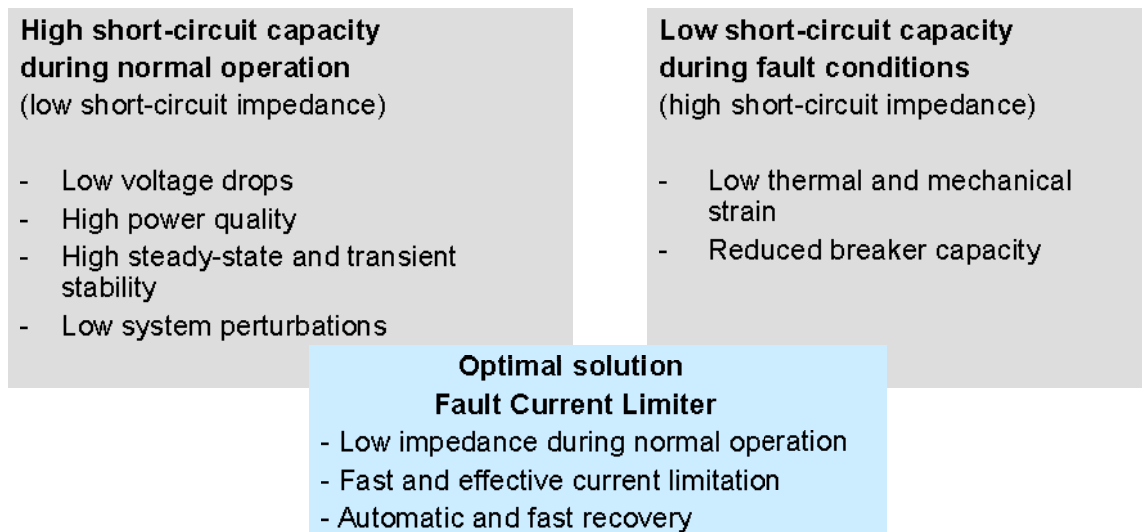 High short-circuit capacity
during normal operation
(low short-circuit impedance)
- Low voltage drops
- High power quality
- High steady-state and transient
stability
- Low system perturbations
Low short-circuit capacity
during fault conditions
(high short-circuit impedance)
- Low thermal and mechanical
strain
- Reduced breaker capacity
Optimal solution
Fault Current Limiter
- Low impedance during normal operation
- Fast and effective current limitation
- Automatic and fast recovery